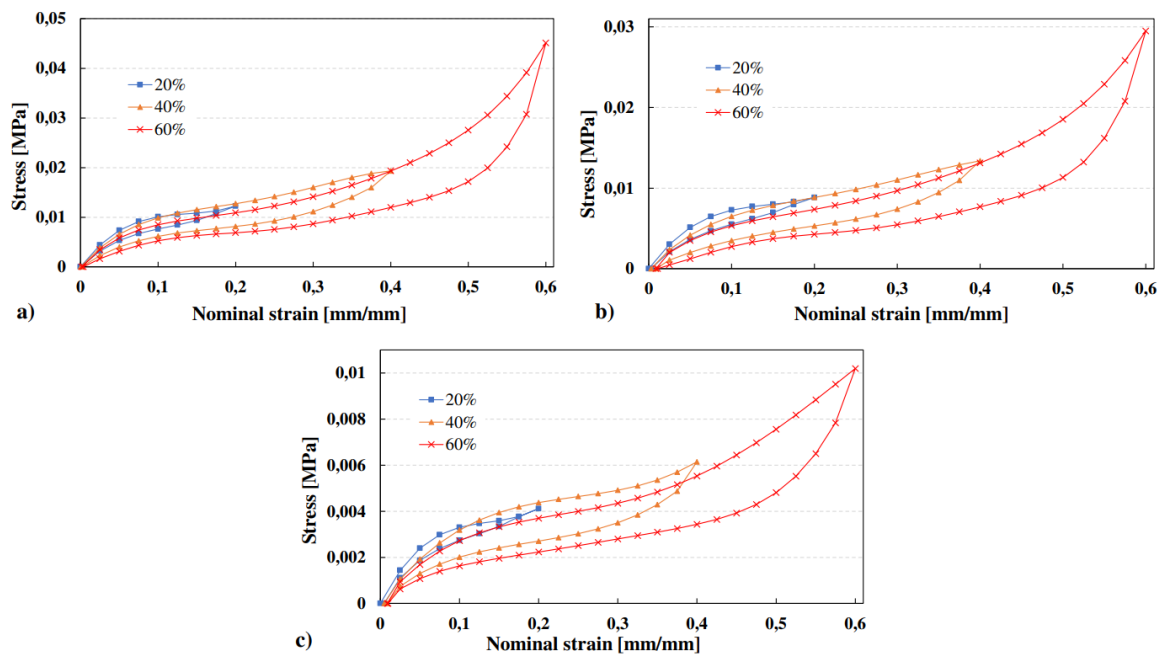 0,05
0,04
0,03
0,02
0,01
0
Stress [MPa]
20%
40%
60%
0 0,1 0,2 0,3 0,4 0,5 0,6
Nominal strain [mm/mm]
a)
0,03
0,02
0,01
0
Stress [MPa]
20%
40%
60%
0 0,1 0,2 0,3 0,4 0,5 0,6
Nominal strain [mm/mm]
b)
0,01
0,008
0,006
0,004
0,002
0
Stress [MPa]
20%
40%
60%
0 0,1 0,2 0,3 0,4 0,5 0,6
Nominal strain [mm/mm]
c)